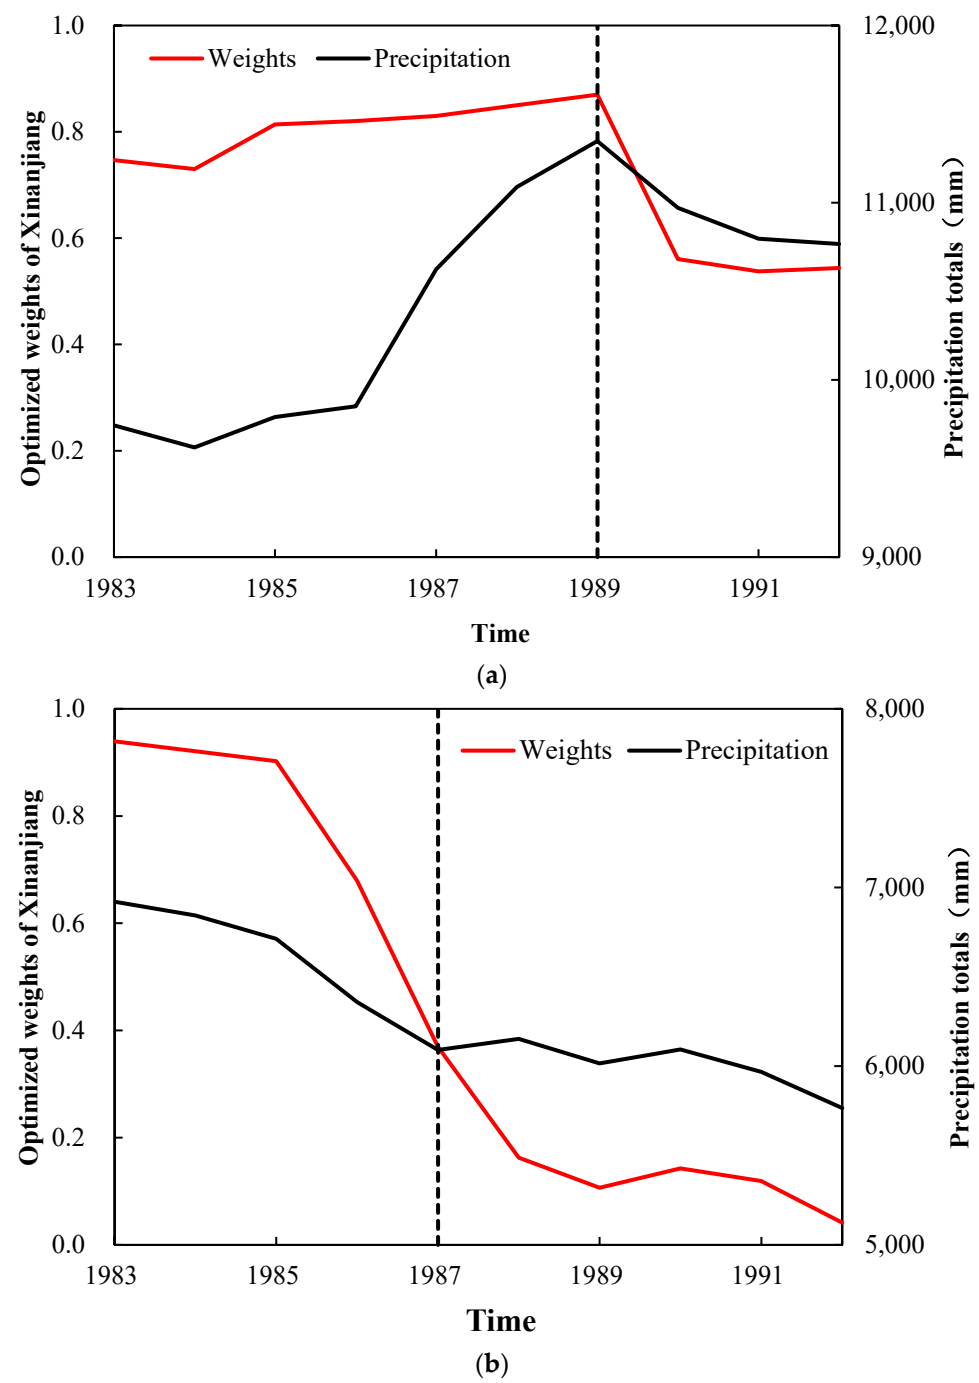 1.0
0.8
0.6
0.4
0.2
0.0
Optimized weights of Xinanjiang
Weights
Precipitation
12,000
11,000
10,000
9,000
Precipitation totals（mm）
1983
1985
1987
1989
1991
Time
(a)
1.0
0.8
0.6
0.4
0.2
0.0
Optimized weights of Xinanjiang
Weights
Precipitation
8,000
7,000
6,000
5,000
Precipitation totals（mm）
1983
1985
1987
1989
1991
Time
(b)